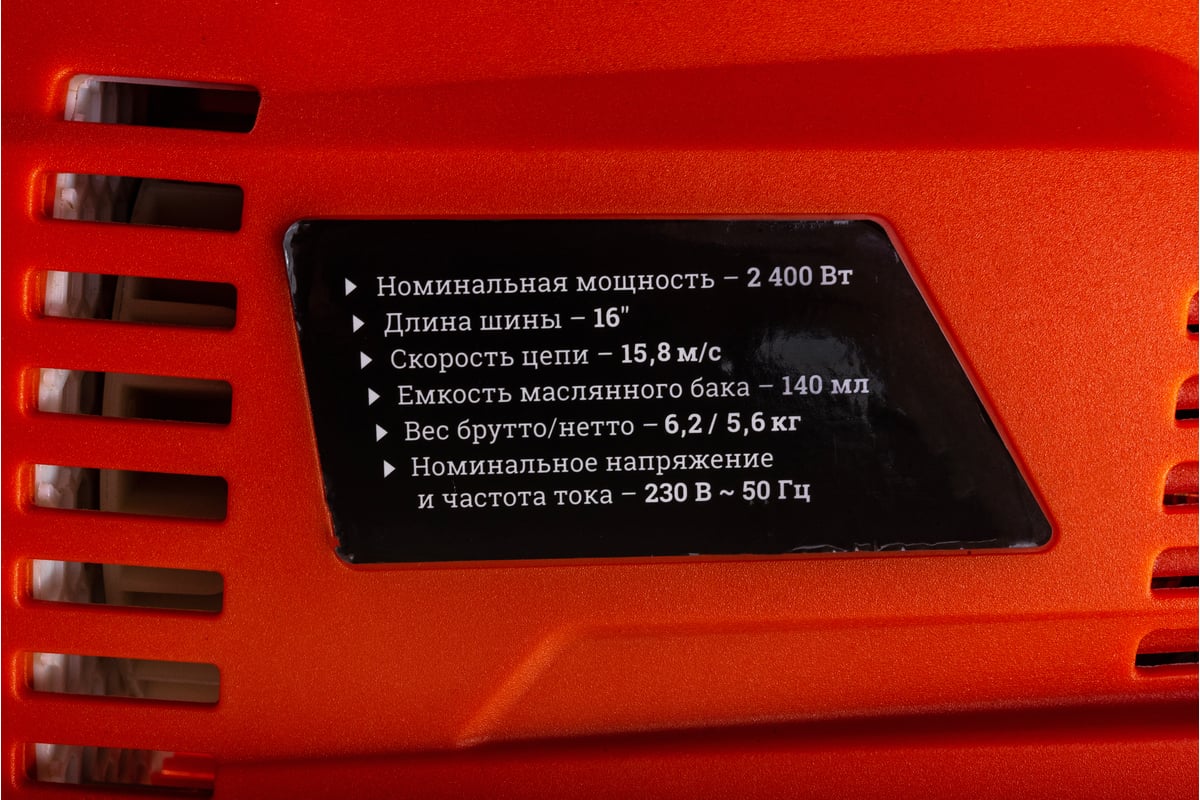 ▶ Номинальная мощность – 2 400 Вт
▶ Длина шины – 16"
▶ Скорость цепи – 15,8 м/с
▶ Емкость маслянного бака – 140 мл
▶ Вес брутто/нетто – 6,2 / 5,6 кг
▶ Номинальное напряжение
и частота тока – 230 В ~ 50 Гц